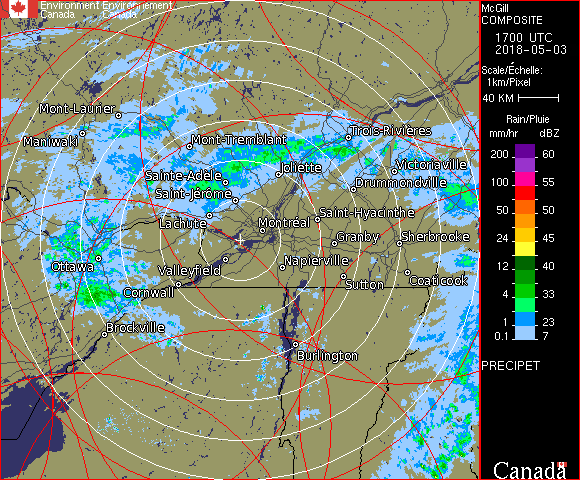 Environment Environnement
Canada Canada
McGill
COMPOSITE
1700 UTC
2018-05-03
Scale/Échelle:
1km/Pixel
40 KM
Rain/Pluie
mm/hr dBZ
200 60
100 55
50 50
24 45
12 40
4 33
1 23
0.1 7
PRECIPET
Canada
Mont-Laurier
Maniwaki
Mont-Tremblant
Trois-Rivières
Joliette
Victoriaville
Sainte-Adèle
Drummondville
Saint-Jérôme
Lachute
Saint-Hyacinthe
Montréal
Granby
Sherbrooke
Ottawa
Valleyfield
Napierville
Cornwall
Sutton
Coaticook
Brockville
Burlington